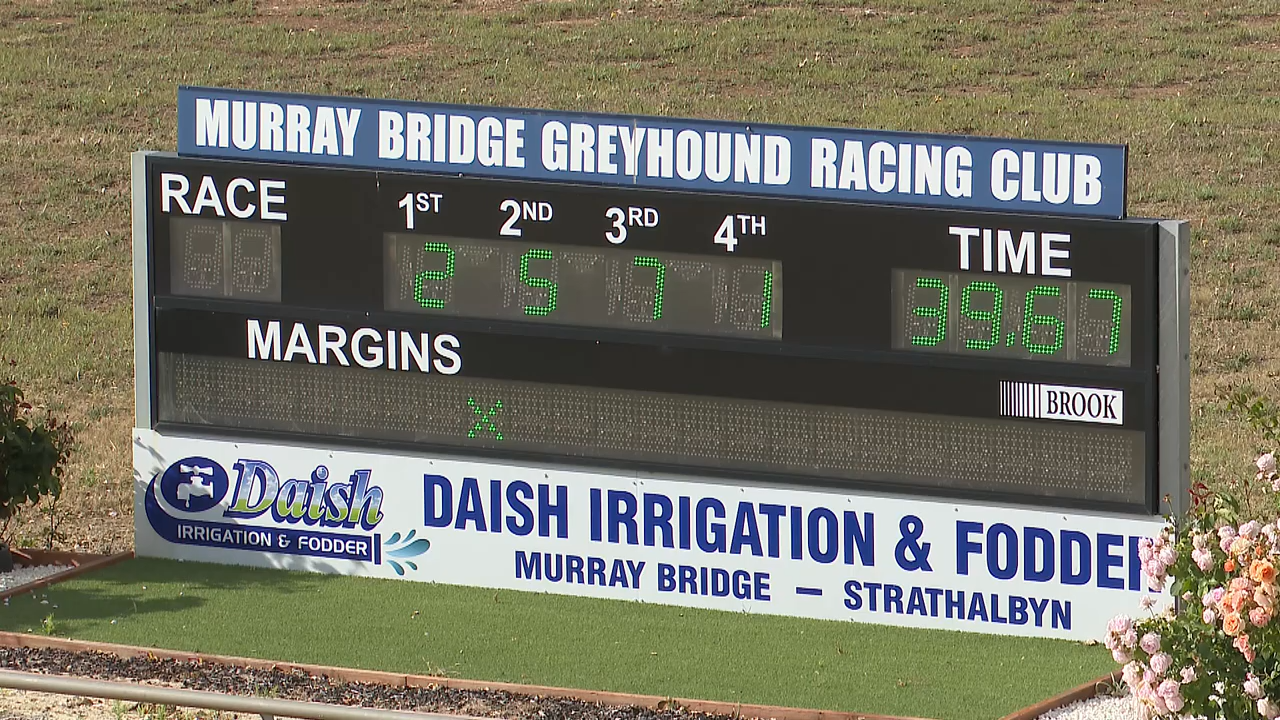 MURRAY BRIDGE GREYHOUND RACING CLUB
RACE 1ST 2ND 3RD 4TH TIME
2 5 7 1 39.67
MARGINS
BROOK
X
Daish
IRRIGATION & FODDER
DAISH IRRIGATION & FODDER
MURRAY BRIDGE — STRATHALBYN